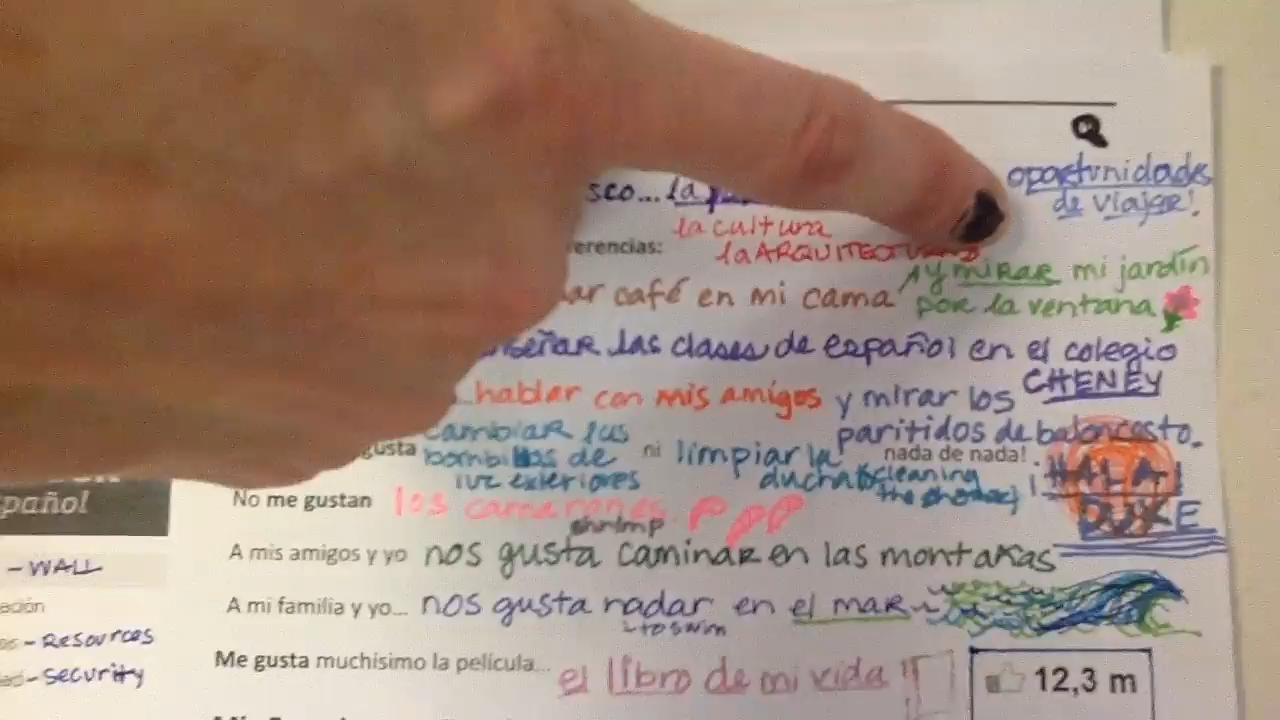 oportunidades
sco... la
de viajar!
la cultura
erencias:
la ARQUITECTURA
y mirar mi jardín
ar café en mi cama
por la ventana
señar las clases de español en el colegio
CHENEY
hablar con mis amigos y mirar los
paritidos de baloncesto.
gusta cambiar las bombillas de luz exteriores ni limpiar la ducha nada de nada!
cleaning
the shower
¡HALA!
DUKE
pañol
No me gustan los camarones
shrimp
A mis amigos y yo nos gusta caminar en las montañas
- WALL
A mi familia y yo... nos gusta nadar en el mar
to swim
- RESOURCES
- SECURITY
Me gusta muchísimo la película...
el libro de mi vida
12,3 m